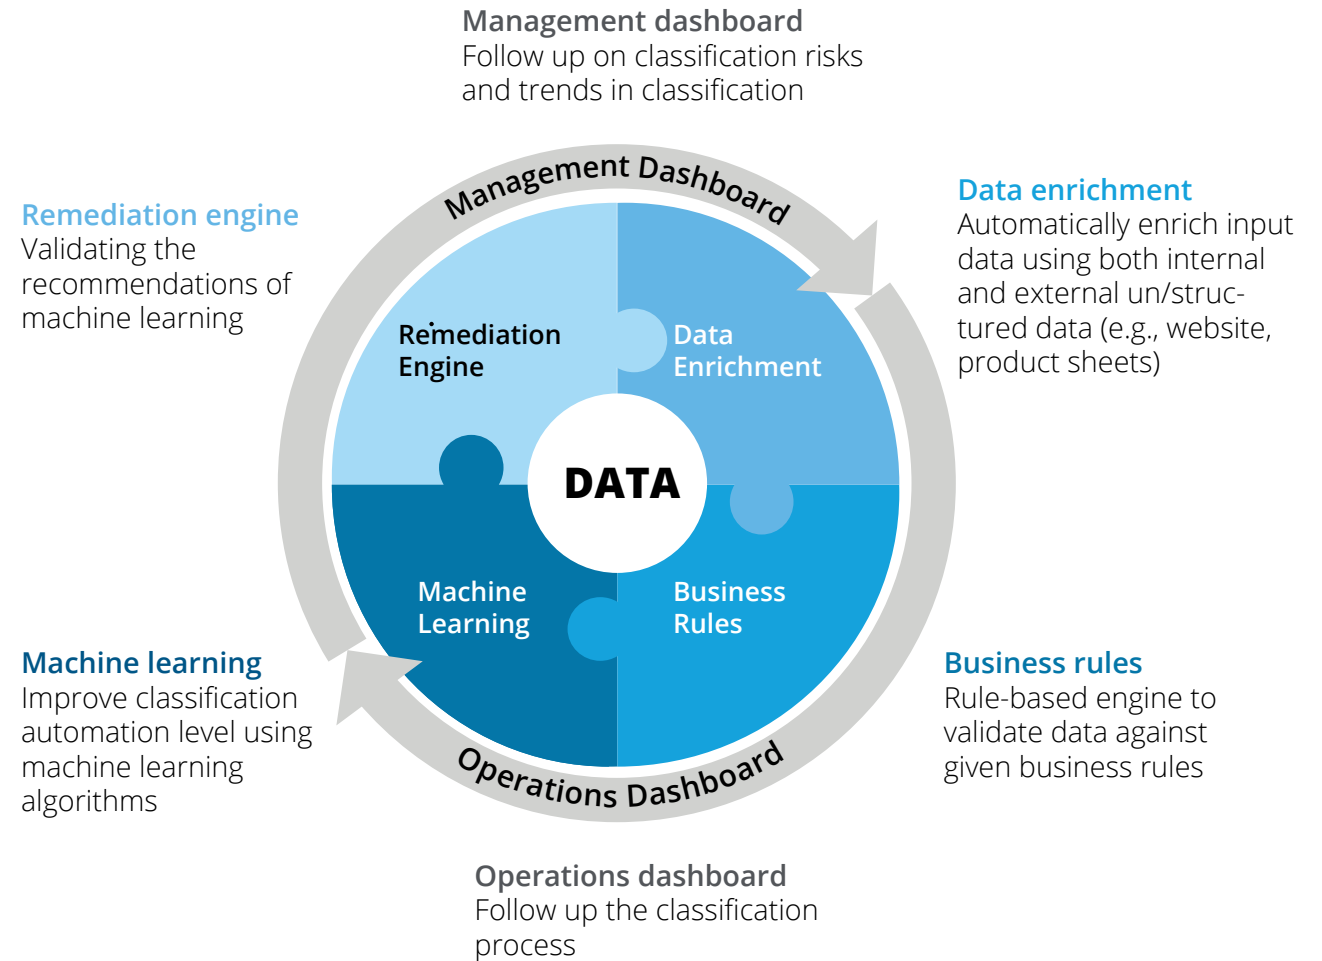 Management dashboard
Follow up on classification risks
and trends in classification
Management Dashboard
Remediation engine
Validating the
recommendations of
machine learning
Data enrichment
Automatically enrich input
data using both internal
and external un/struc-
tured data (e.g., website,
product sheets)
Remediation
Engine
Data
Enrichment
DATA
Machine
Learning
Business
Rules
Machine learning
Improve classification
automation level using
machine learning
algorithms
Business rules
Rule-based engine to
validate data against
given business rules
Operations Dashboard
Operations dashboard
Follow up the classification
process